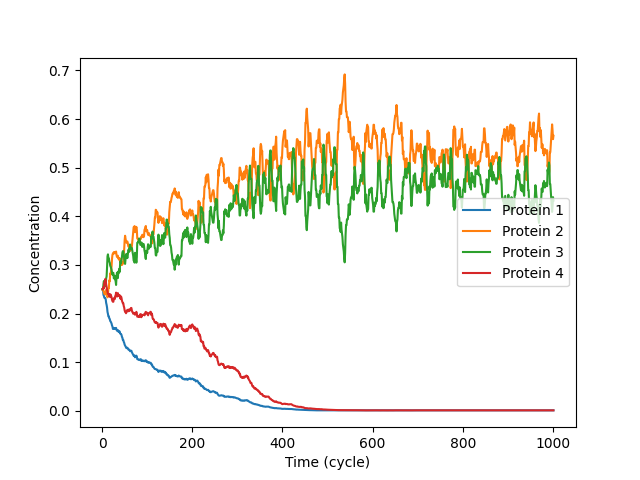 0.7
0.6
0.5
0.4
0.3
0.2
0.1
0.0
Concentration
Protein 1
Protein 2
Protein 3
Protein 4
0 200 400 600 800 1000
Time (cycle)